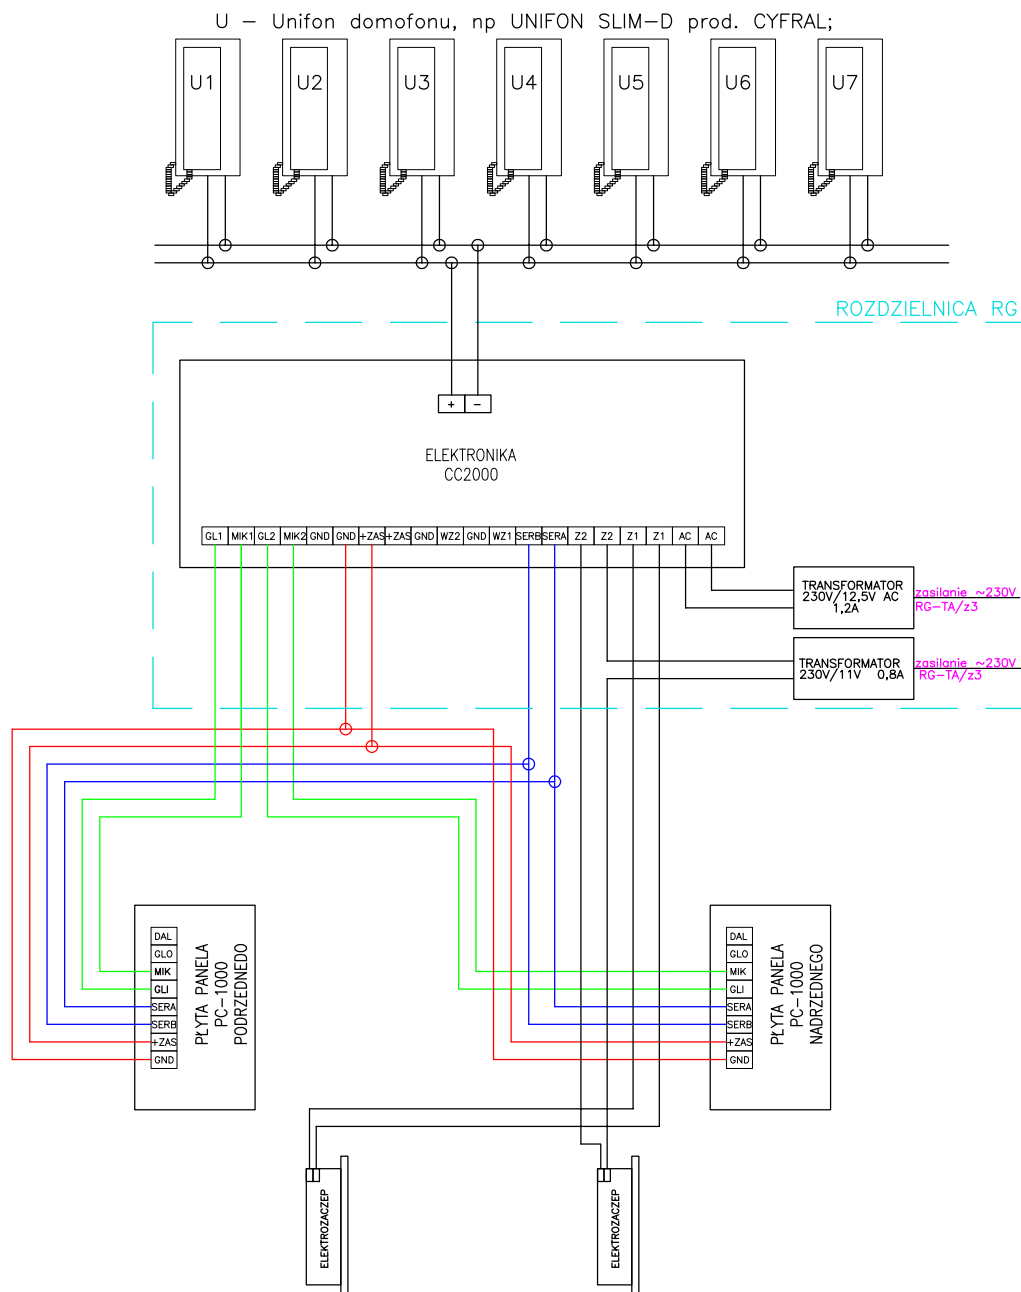 U – Unifon domofonu, np UNIFON SLIM-D prod. CYFRAL;
U1 U2 U3 U4 U5 U6 U7
ROZDZIELNICA RG
+ -
ELEKTRONIKA
CC2000
GL1 MIK1 GL2 MIK2 GND GND +ZAS +ZAS GND WZ2 GND WZ1 SERB SERA Z2 Z2 Z1 Z1 AC AC
TRANSFORMATOR
230V/12,5V AC
1,2A
zasilanie ~230V
RG-TA/z3
TRANSFORMATOR
230V/11V 0,8A
zasilanie ~230V
RG-TA/z3
DAL
GLO
MIK
GLI
SERA
SERB
+ZAS
GND
PŁYTA PANELA
PC-1000
PODRZEDNEDO
DAL
GLO
MIK
GLI
SERA
SERB
+ZAS
GND
PŁYTA PANELA
PC-1000
NADRZEDNEGO
ELEKTROZACZEP
ELEKTROZACZEP